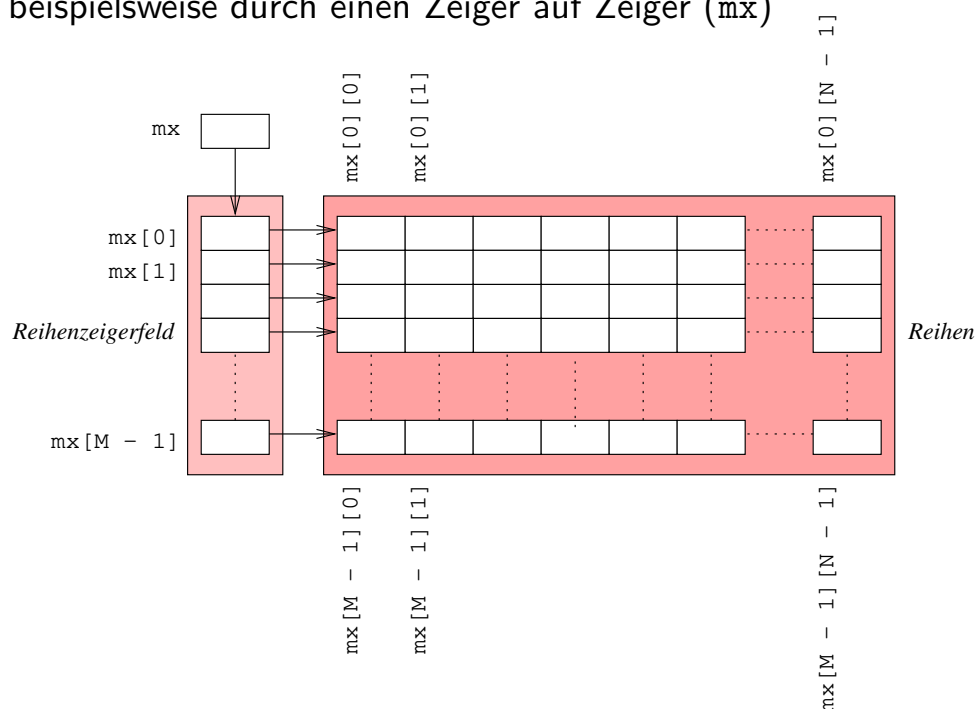 beispielsweise durch einen Zeiger auf Zeiger (mx)
mx[0][0]
mx[0][1]
mx[0][N - 1]
mx
mx[0]
mx[1]
Reihenzeigerfeld
Reihen
mx[M - 1]
mx[M - 1][0]
mx[M - 1][1]
mx[M - 1][N - 1]